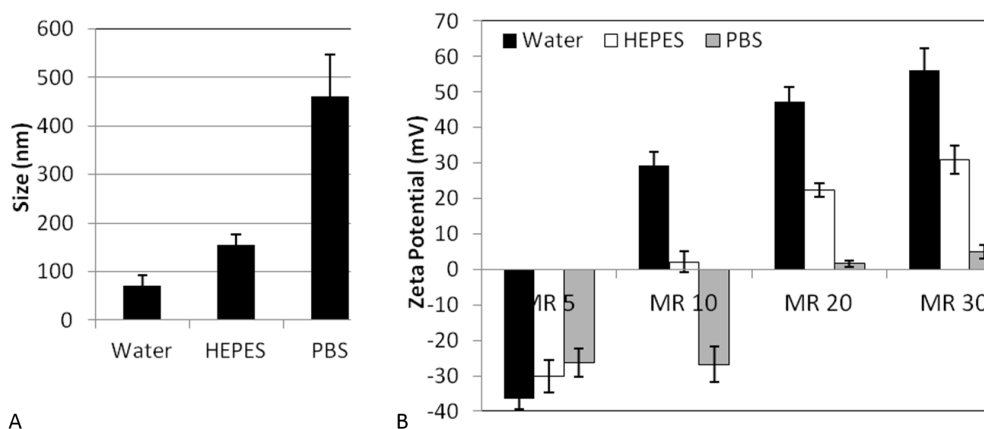 600
500
400
300
200
100
0
Size (nm)
Water HEPES PBS
A
70
60
50
40
30
20
10
0
-10
-20
-30
-40
Zeta Potential (mV)
Water HEPES PBS
MR 5 MR 10 MR 20 MR 30
B